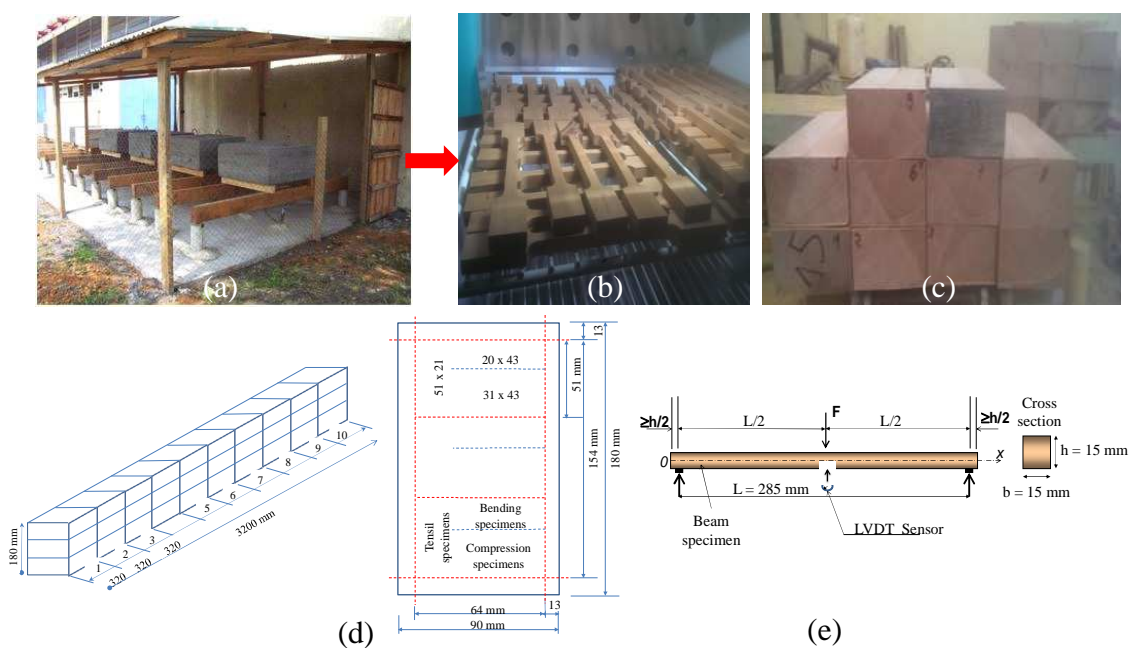 (a)
(b)
(c)
180 mm
1
2
3
5
6
7
8
9
10
320
320
320
3200 mm
(d)
13
51 x 21
20 x 43
31 x 43
51 mm
154 mm
180 mm
Tensil
specimens
Bending
specimens
Compression
specimens
64 mm
13
90 mm
≥h/2
L/2
F
L/2
≥h/2
Cross
section
0
x
h = 15 mm
L = 285 mm
b = 15 mm
Beam
specimen
LVDT Sensor
(e)